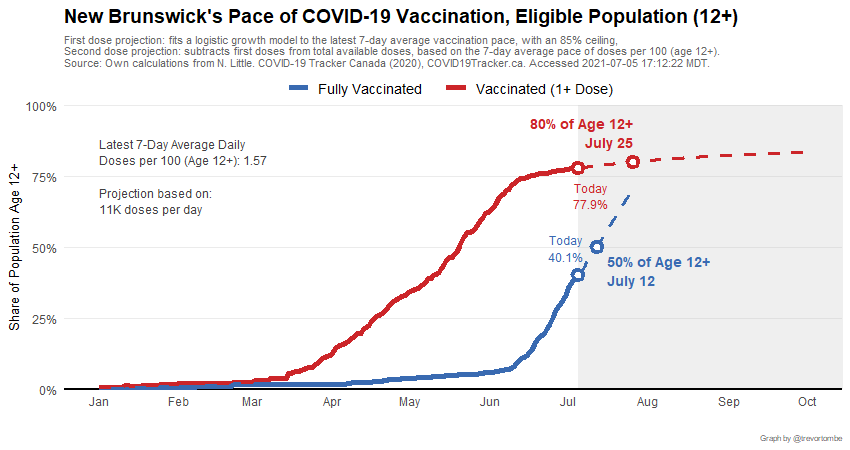 New Brunswick's Pace of COVID-19 Vaccination, Eligible Population (12+)
First dose projection: fits a logistic growth model to the latest 7-day average vaccination pace, with an 85% ceiling,
Second dose projection: subtracts first doses from total available doses, based on the 7-day average pace of doses per 100 (age 12+).
Source: Own calculations from N. Little. COVID-19 Tracker Canada (2020), COVID19Tracker.ca. Accessed 2021-07-05 17:12:22 MDT.
Fully Vaccinated
Vaccinated (1+ Dose)
Share of Population Age 12+
100%
75%
50%
25%
0%
Latest 7-Day Average Daily
Doses per 100 (Age 12+): 1.57
Projection based on:
11K doses per day
80% of Age 12+
July 25
Today
77.9%
Today
40.1%
50% of Age 12+
July 12
Jan
Feb
Mar
Apr
May
Jun
Jul
Aug
Sep
Oct
Graph by @trevortombe